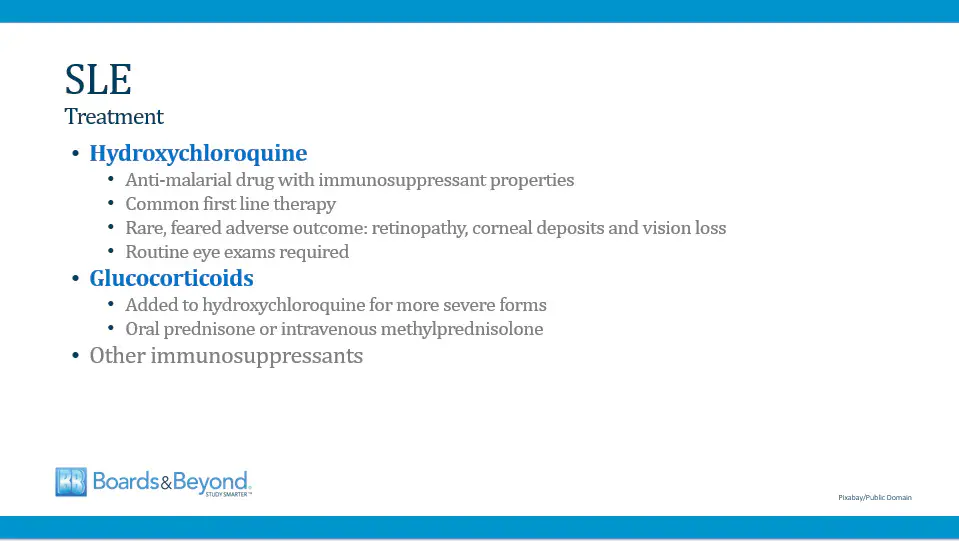 SLE
Treatment
• Hydroxychloroquine
• Anti-malarial drug with immunosuppressant properties
• Common first line therapy
• Rare, feared adverse outcome: retinopathy, corneal deposits and vision loss
• Routine eye exams required
• Glucocorticoids
• Added to hydroxychloroquine for more severe forms
• Oral prednisone or intravenous methylprednisolone
• Other immunosuppressants
BB Boards&Beyond.
STUDY SMARTER™
Pixabay/Public Domain